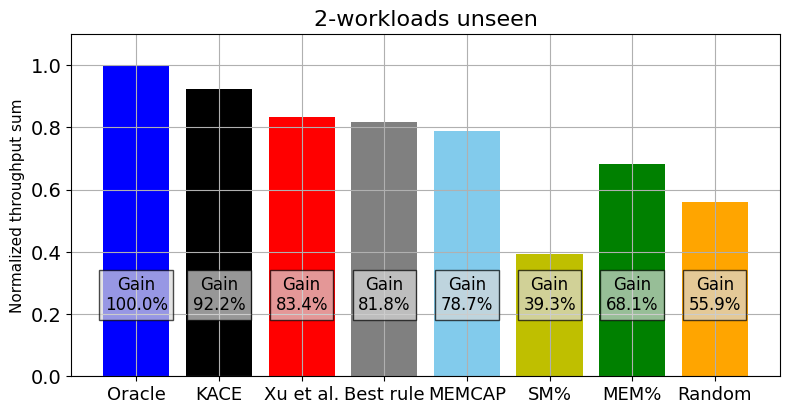 2-workloads unseen
Normalized throughput sum
1.0
0.8
0.6
0.4
0.2
0.0
Gain
100.0%
Gain
92.2%
Gain
83.4%
Gain
81.8%
Gain
78.7%
Gain
39.3%
Gain
68.1%
Gain
55.9%
Oracle
KACE
Xu et al.
Best rule
MEMCAP
SM%
MEM%
Random